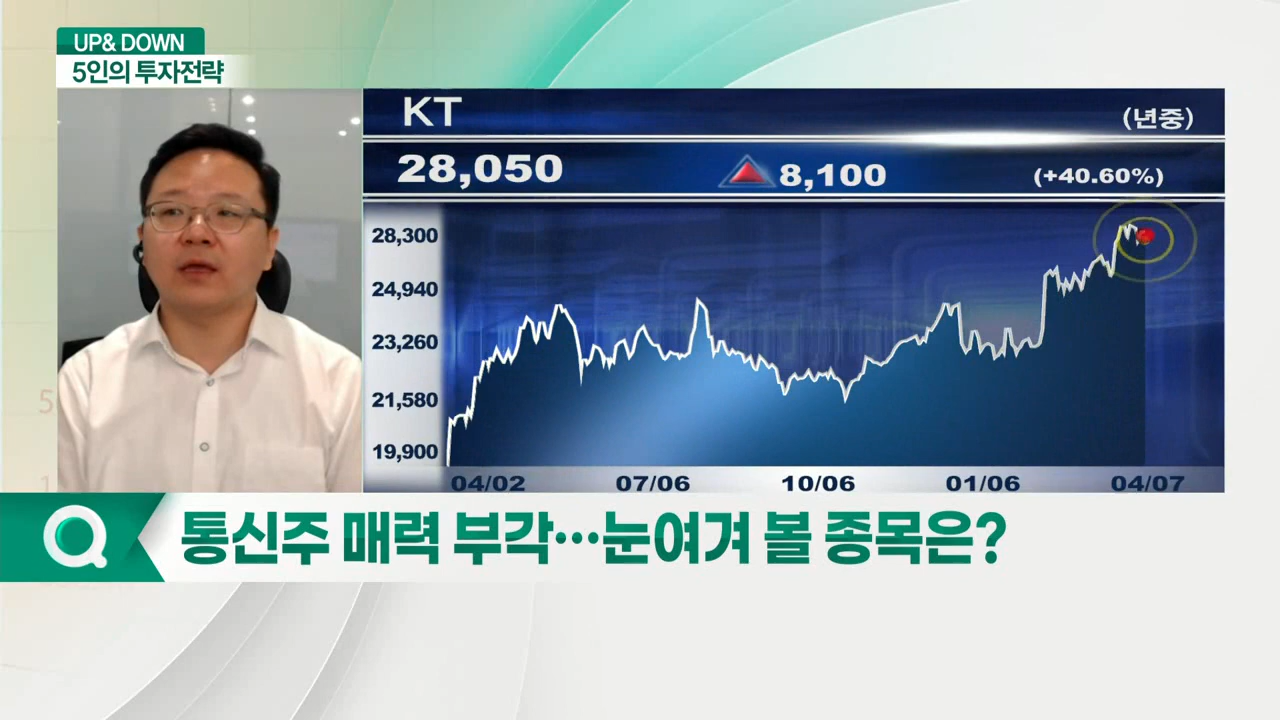 UP& DOWN
5인의 투자전략
KT
(년중)
28,050
8,100
(+40.60%)
28,300
24,940
23,260
21,580
19,900
04/02
07/06
10/06
01/06
04/07
Q
통신주 매력 부각…눈여겨 볼 종목은?